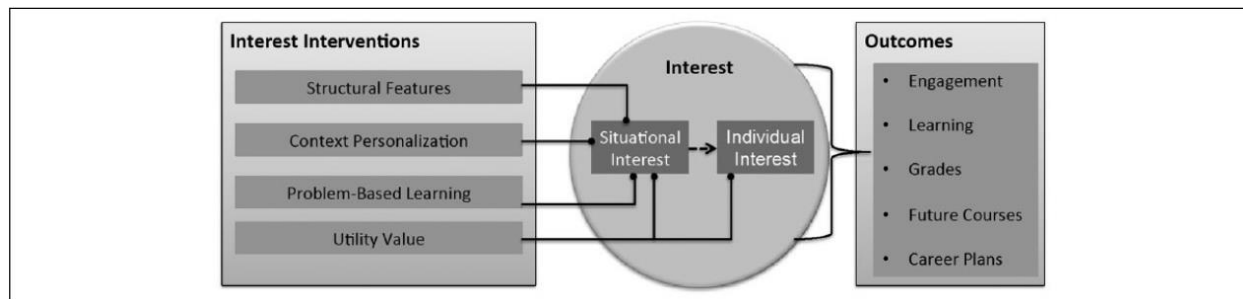 Interest Interventions
Structural Features
Context Personalization
Problem-Based Learning
Utility Value
Interest
Situational
Interest
Individual
Interest
Outcomes
• Engagement
• Learning
• Grades
• Future Courses
• Career Plans